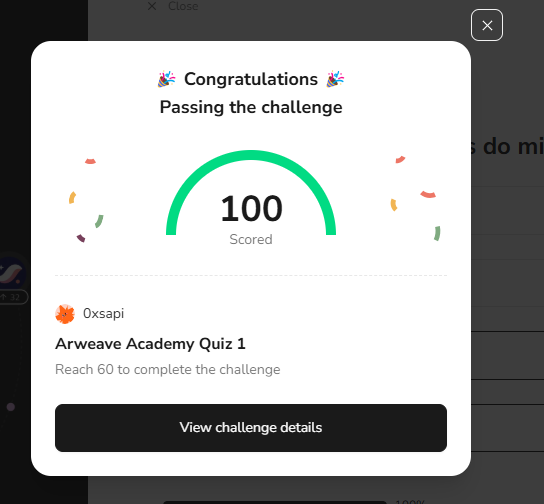 Close
Congratulations
Passing the challenge
s do mi
100
Scored
32
0xsapi
Arweave Academy Quiz 1
Reach 60 to complete the challenge
View challenge details
100%